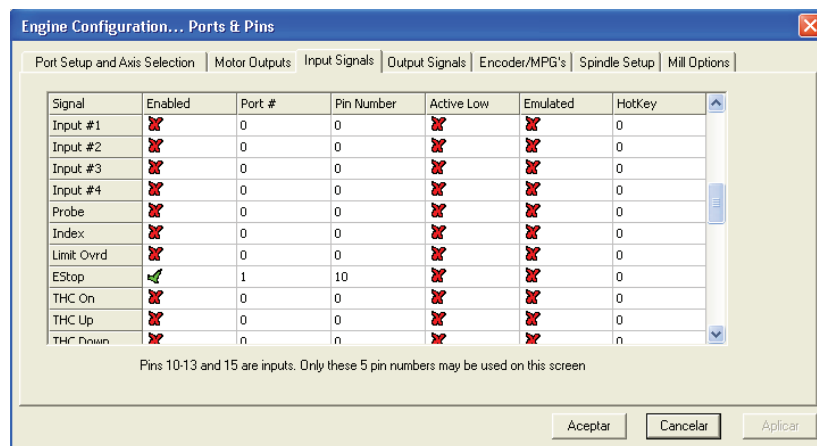 Engine Configuration... Ports & Pins
Port Setup and Axis Selection Motor Outputs Input Signals Output Signals Encoder/MPG's Spindle Setup Mill Options
Signal Enabled Port # Pin Number Active Low Emulated HotKey
Input #1 0 0 0
Input #2 0 0 0
Input #3 0 0 0
Input #4 0 0 0
Probe 0 0 0
Index 0 0 0
Limit Ovrd 0 0 0
EStop 1 10 0
THC On 0 0 0
THC Up 0 0 0
THC Down 0 0 0
Pins 10-13 and 15 are inputs. Only these 5 pin numbers may be used on this screen
Aceptar Cancelar Aplicar